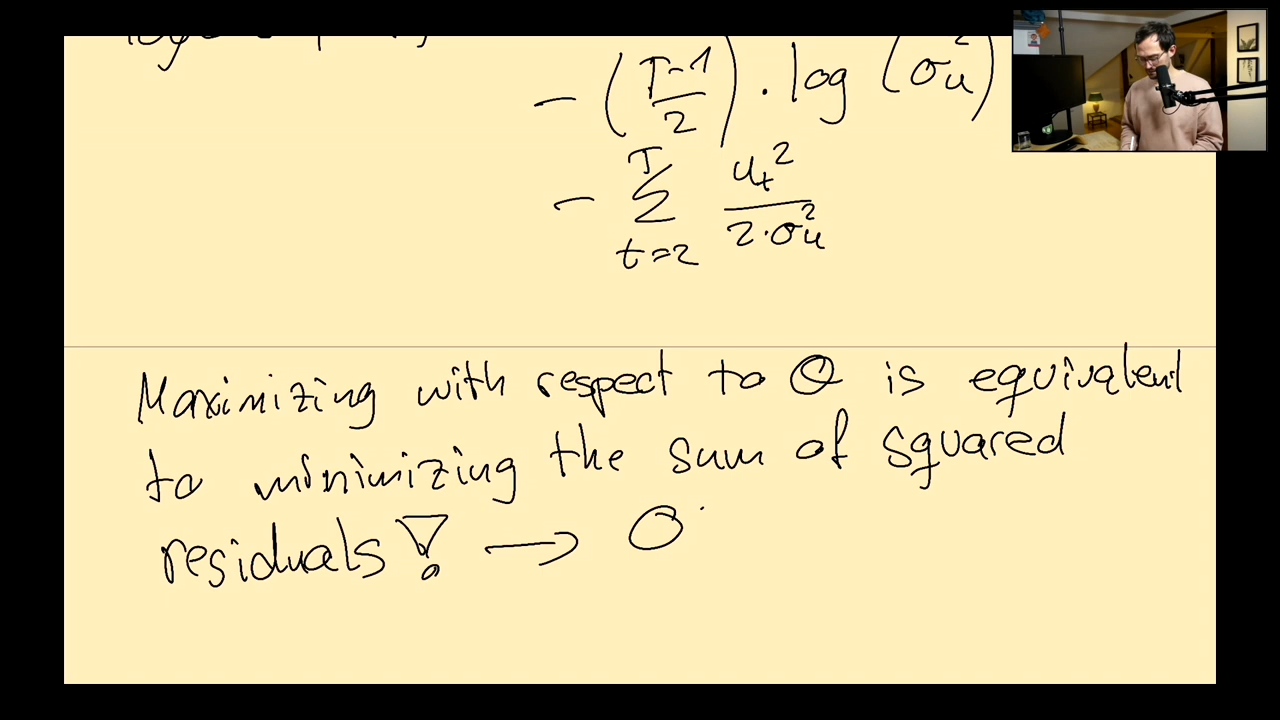 - (T-1/2) · log (σu²)
- Σ t=2 T ut²/2·σu²
Maximizing with respect to θ is equivalent
to minimizing the sum of squared
residuals! → θ